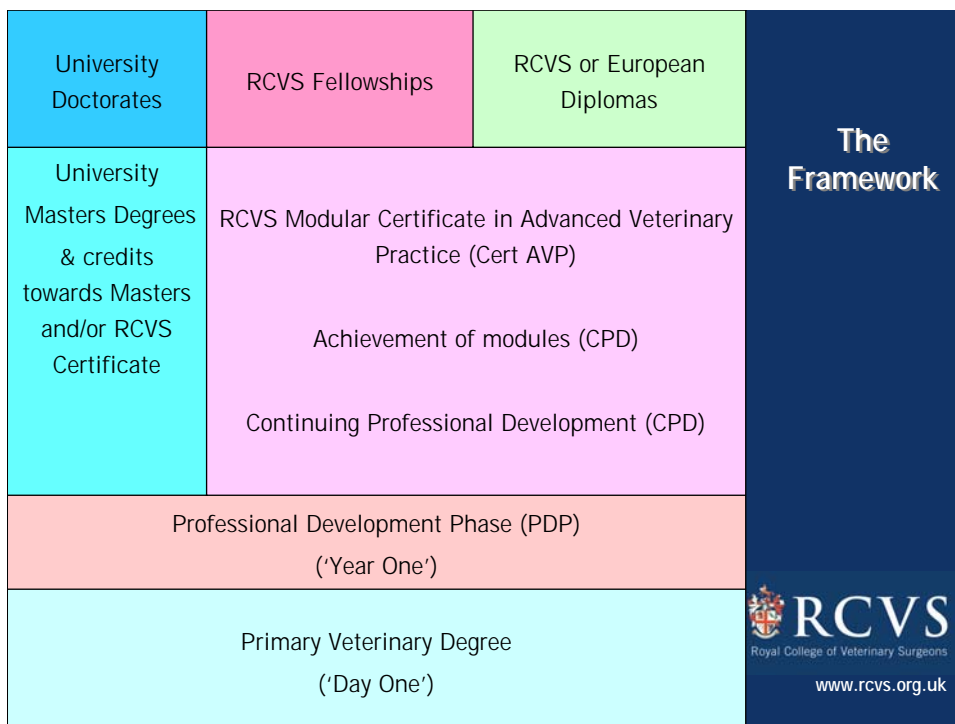 University
Doctorates
RCVS Fellowships
RCVS or European
Diplomas
The
Framework
University
Masters Degrees
& credits
towards Masters
and/or RCVS
Certificate
RCVS Modular Certificate in Advanced Veterinary
Practice (Cert AVP)
Achievement of modules (CPD)
Continuing Professional Development (CPD)
Professional Development Phase (PDP)
(‘Year One’)
Primary Veterinary Degree
(‘Day One’)
RCVS
Royal College of Veterinary Surgeons
www.rcvs.org.uk